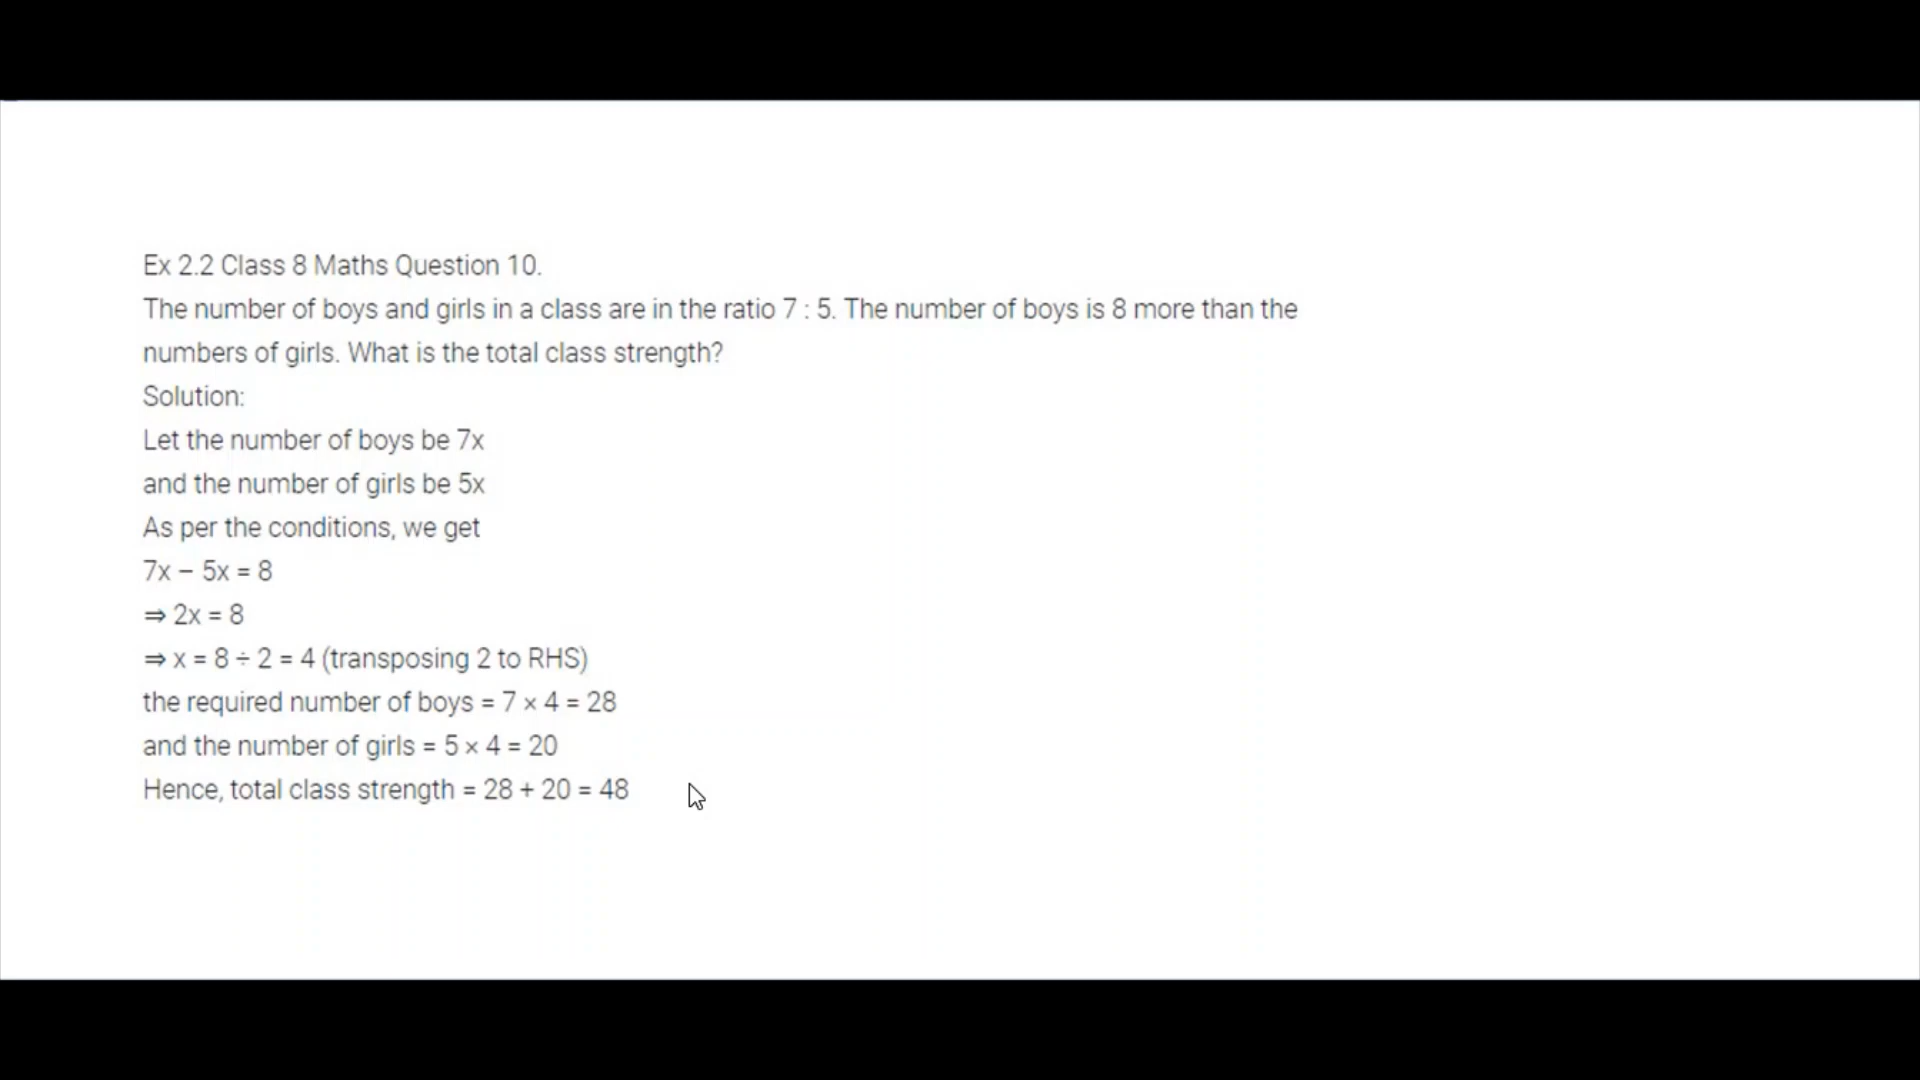 Ex 2.2 Class 8 Maths Question 10.
The number of boys and girls in a class are in the ratio 7 : 5. The number of boys is 8 more than the
numbers of girls. What is the total class strength?
Solution:
Let the number of boys be 7x
and the number of girls be 5x
As per the conditions, we get
7x – 5x = 8
⇒ 2x = 8
⇒ x = 8 ÷ 2 = 4 (transposing 2 to RHS)
the required number of boys = 7 × 4 = 28
and the number of girls = 5 × 4 = 20
Hence, total class strength = 28 + 20 = 48